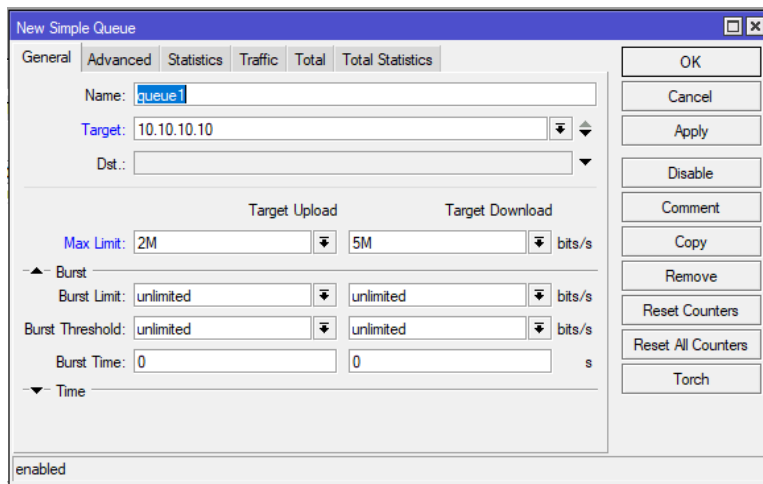 New Simple Queue
General Advanced Statistics Traffic Total Total Statistics
Name: queue1
Target: 10.10.10.10
Dst.:
Target Upload Target Download
Max Limit: 2M 5M bits/s
Burst
Burst Limit: unlimited unlimited bits/s
Burst Threshold: unlimited unlimited bits/s
Burst Time: 0 0 s
Time
enabled
OK
Cancel
Apply
Disable
Comment
Copy
Remove
Reset Counters
Reset All Counters
Torch